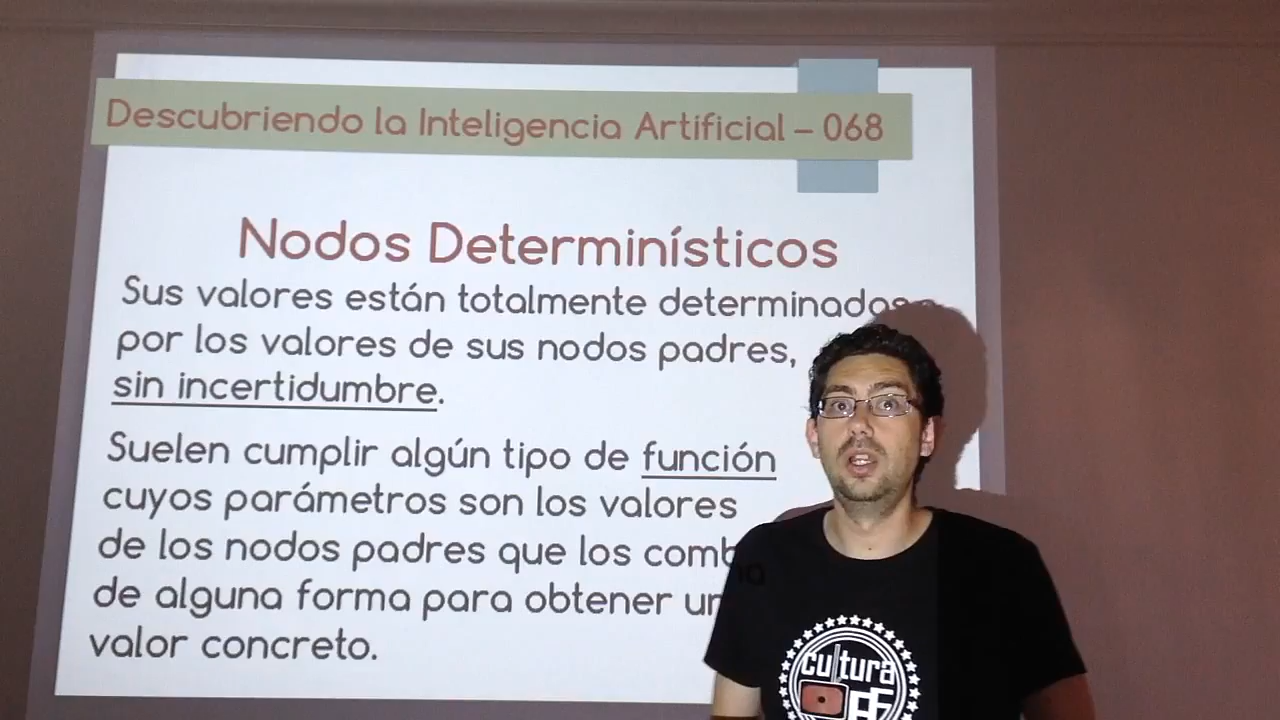 Descubriendo la Inteligencia Artificial – 068
Nodos Determinísticos
Sus valores están totalmente determinados
por los valores de sus nodos padres,
sin incertidumbre.
Suelen cumplir algún tipo de función
cuyos parámetros son los valores
de los nodos padres que los combina
de alguna forma para obtener un
valor concreto.
cultura